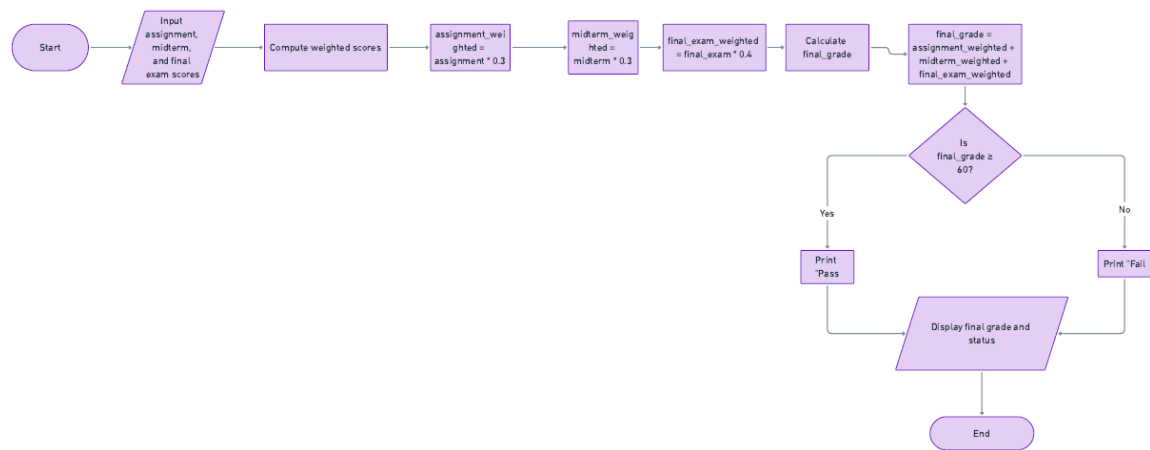 Start
Input
assignment,
midterm,
and final
exam scores
Compute weighted scores
assignment_wei
ghted =
assignment * 0.3
midterm_weig
hted =
midterm * 0.3
final_exam_weighted
= final_exam * 0.4
Calculate
final_grade
final_grade =
assignment_weighted +
midterm_weighted +
final_exam_weighted
Is
final_grade ≥
60?
Yes
No
Print
"Pass
Print "Fail
Display final grade and
status
End